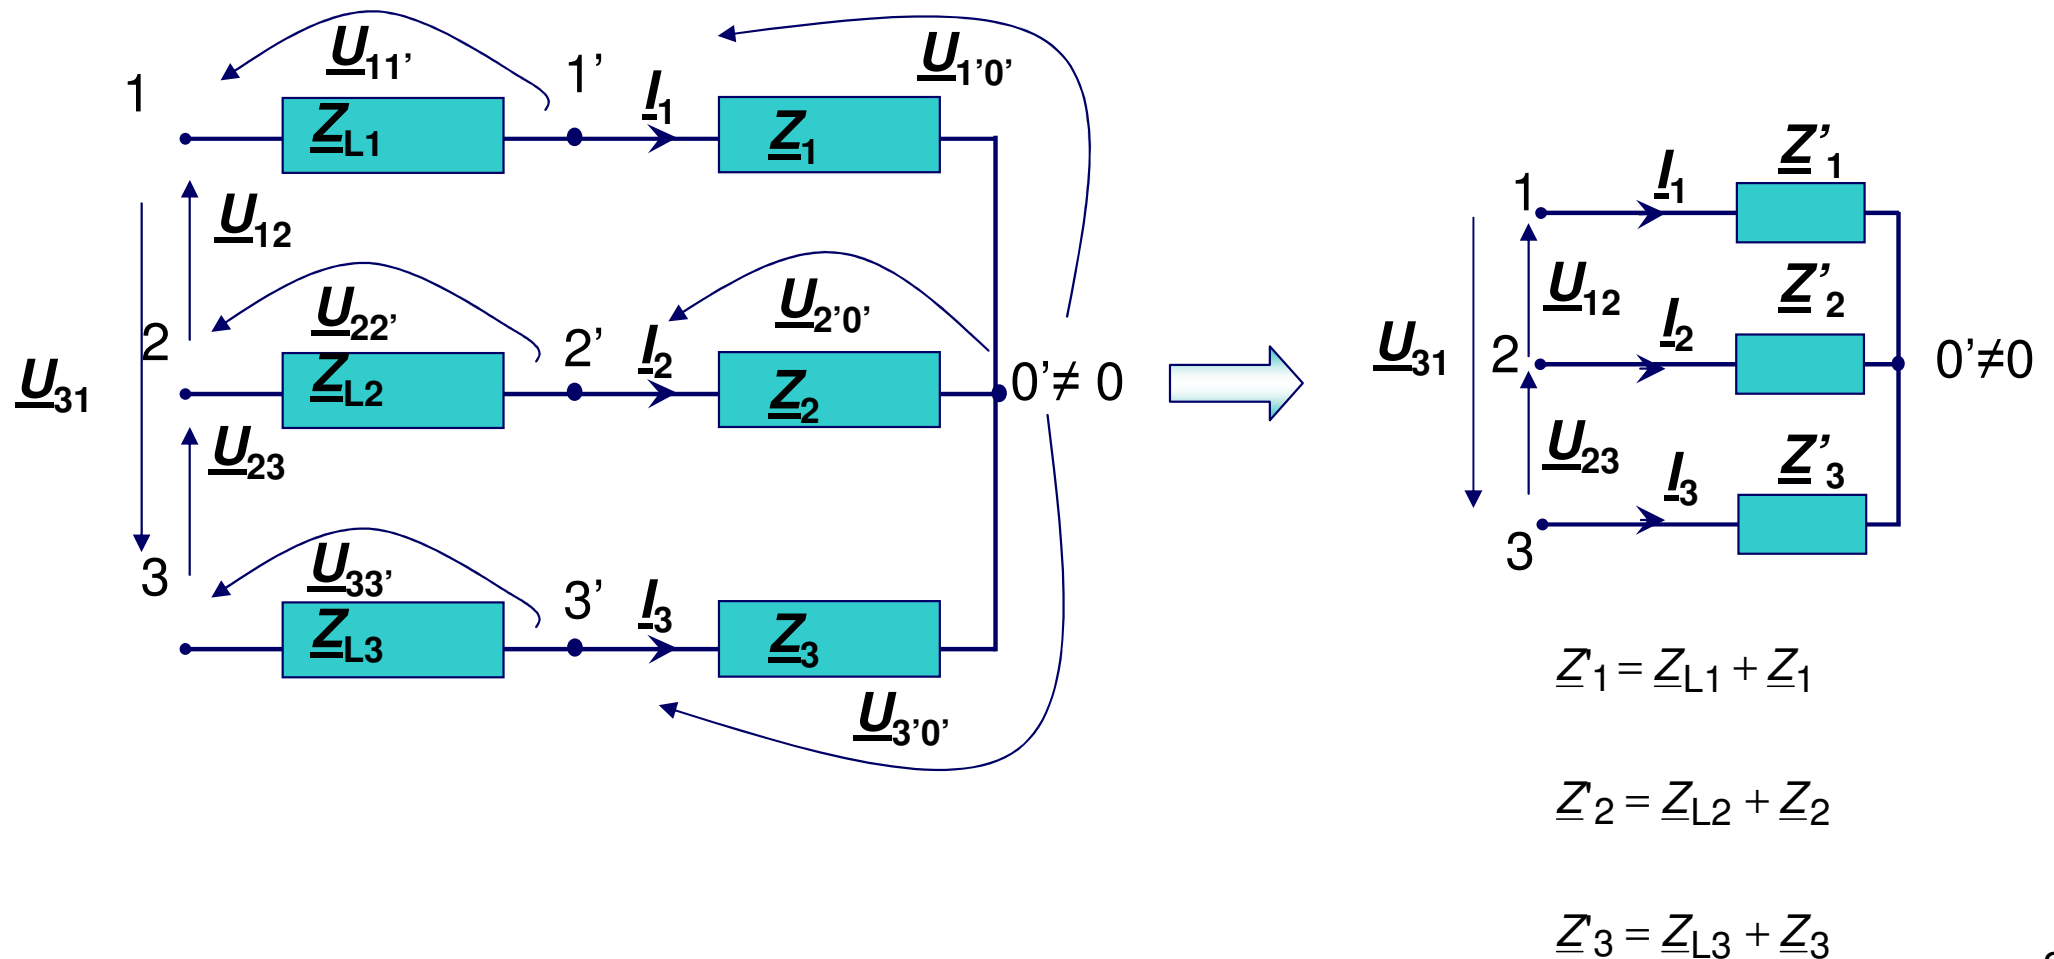 U11'
1
1'
I1
U1'0'
ZL1
Z1
U12
U22'
U2'0'
2
2'
I2
U31
ZL2
Z2
0'≠ 0
U23
3
U33'
3'
I3
ZL3
Z3
U3'0'
Z'1
1
I1
U12
Z'2
U31
2
I2
0'≠0
U23
I3
Z'3
3
Z'1 = ZL1 + Z1
Z'2 = ZL2 + Z2
Z'3 = ZL3 + Z3